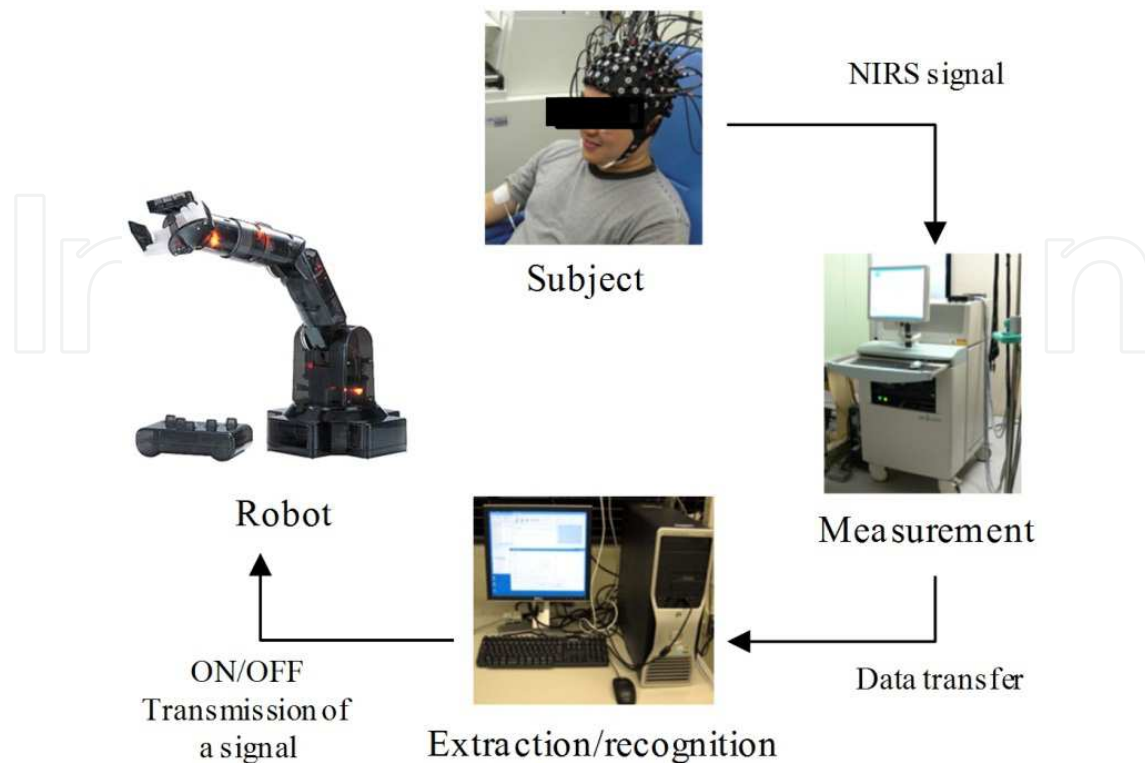 NIRS signal
Subject
Robot
Measurement
ON/OFF
Transmission of
a signal
Data transfer
Extraction/recognition